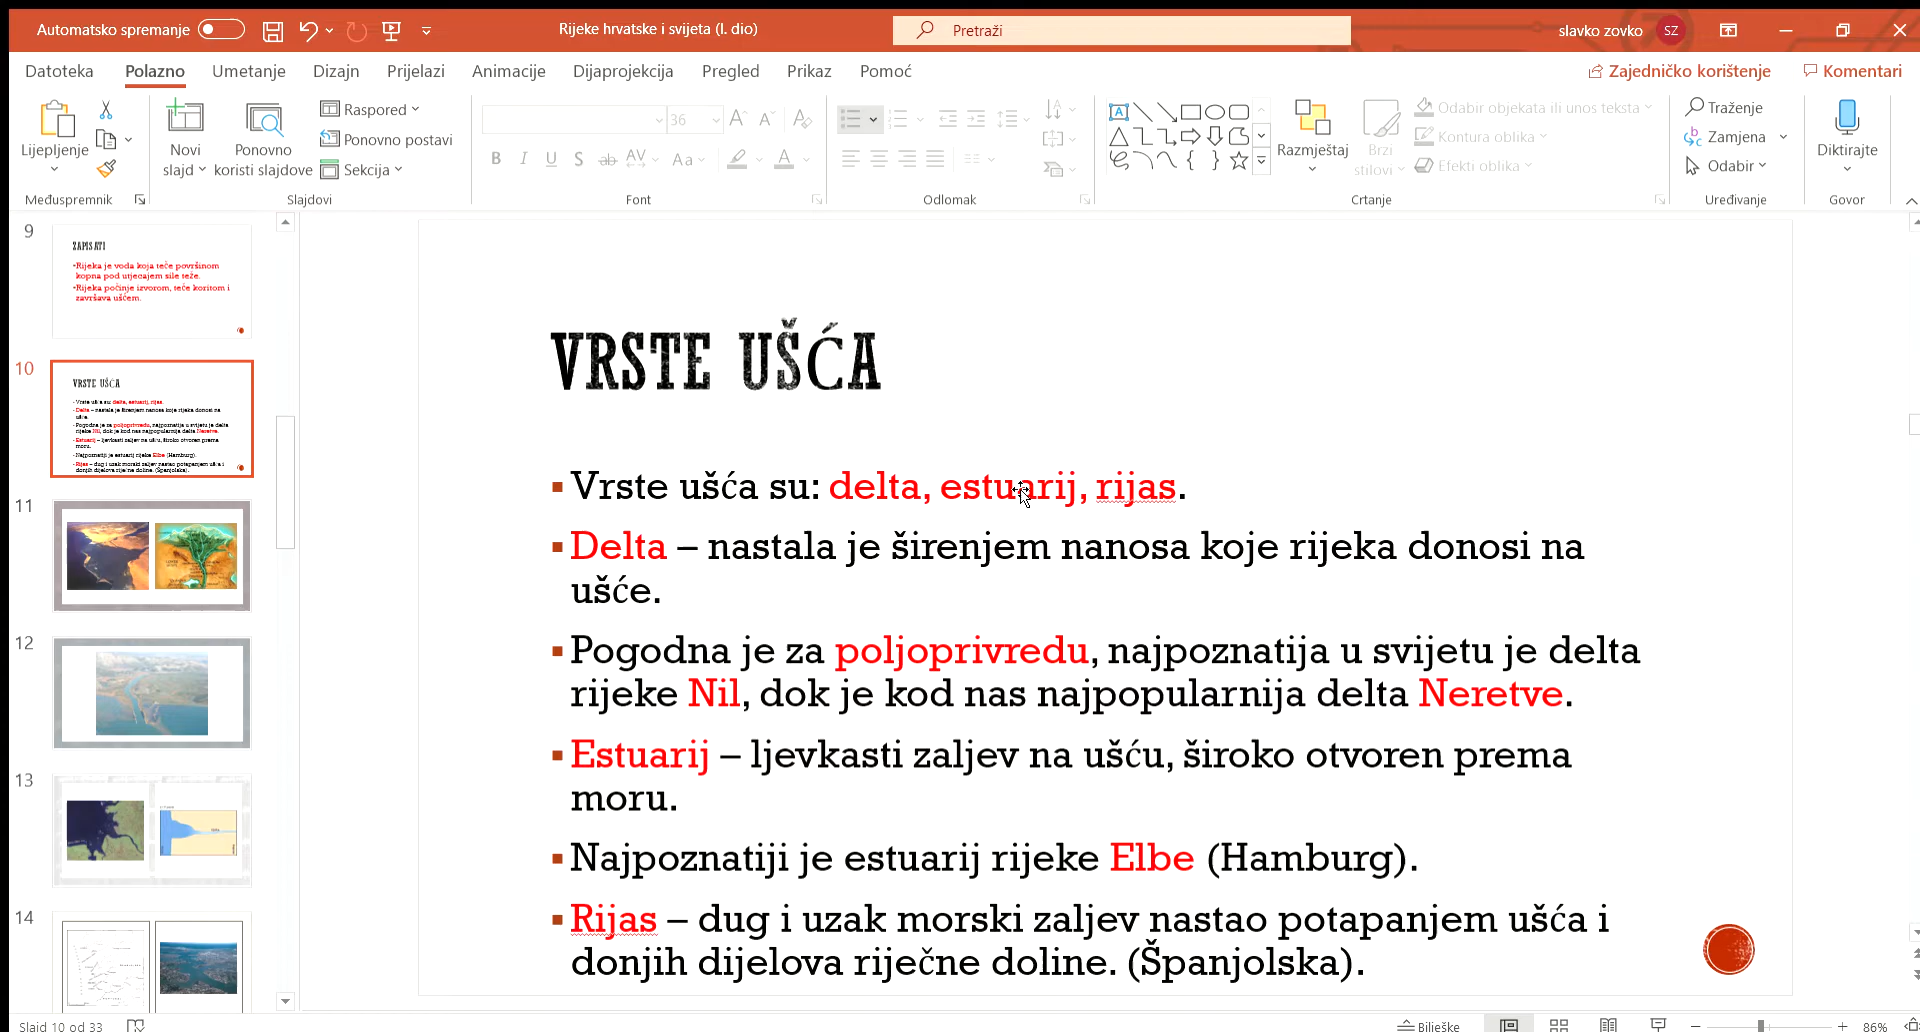 Automatsko spremanje
Rijeke hrvatske i svijeta (I. dio)
Pretraži
slavko zovko
SZ
Datoteka Polazno Umetanje Dizajn Prijelazi Animacije Dijaprojekcija Pregled Prikaz Pomoć
Zajedničko korištenje Komentari
Lijepljenje
Međuspremnik
Novi
slajd
Ponovno
koristi slajdove
Raspored
Ponovno postavi
Sekcija
Slajdovi
36
Font
Odlomak
Razmještaj
Brzi
stilovi
Odabir objekata ili unos teksta
Kontura oblika
Efekti oblika
Crtanje
Traženje
Zamjena
Odabir
Uređivanje
Diktirajte
Govor
9
ZAPISATI
Rijeka je voda koja teče površinom
kopna pod utjecajem sile teže.
Rijeka počinje izvorom, teče koritom i
završava ušćem.
10
VRSTE UŠĆA
Vrste ušća su: delta, estuarij, rijas.
Delta – nastala je širenjem nanosa koje rijeka donosi na
ušće.
Pogodna je za poljoprivredu, najpoznatija u svijetu je delta
rijeke Nil, dok je kod nas najpopularnija delta Neretve.
Estuarij – ljevkasti zaljev na ušću, široko otvoren prema
moru.
Najpoznatiji je estuarij rijeke Elbe (Hamburg).
Rijas – dug i uzak morski zaljev nastao potapanjem ušća i
donjih dijelova riječne doline. (Španjolska).
11
12
13
14
VRSTE UŠĆA
▪ Vrste ušća su: delta, estuarij, rijas.
▪ Delta – nastala je širenjem nanosa koje rijeka donosi na
ušće.
▪ Pogodna je za poljoprivredu, najpoznatija u svijetu je delta
rijeke Nil, dok je kod nas najpopularnija delta Neretve.
▪ Estuarij – ljevkasti zaljev na ušću, široko otvoren prema
moru.
▪ Najpoznatiji je estuarij rijeke Elbe (Hamburg).
▪ Rijas – dug i uzak morski zaljev nastao potapanjem ušća i
donjih dijelova riječne doline. (Španjolska).
Slajd 10 od 33
Bilješke
86%